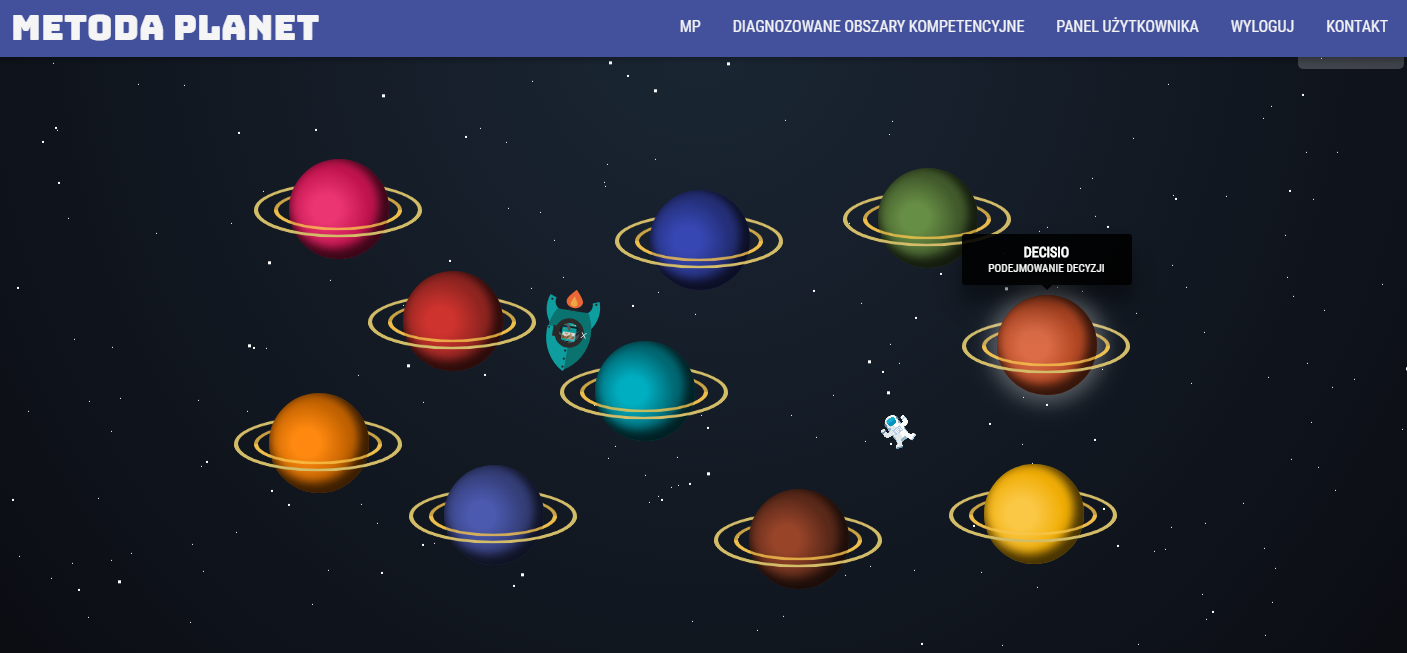 METODA PLANET
MP DIAGNOZOWANE OBSZARY KOMPETENCYJNE PANEL UŻYTKOWNIKA WYLOGUJ KONTAKT
DECISIO
PODEJMOWANIE DECYZJI